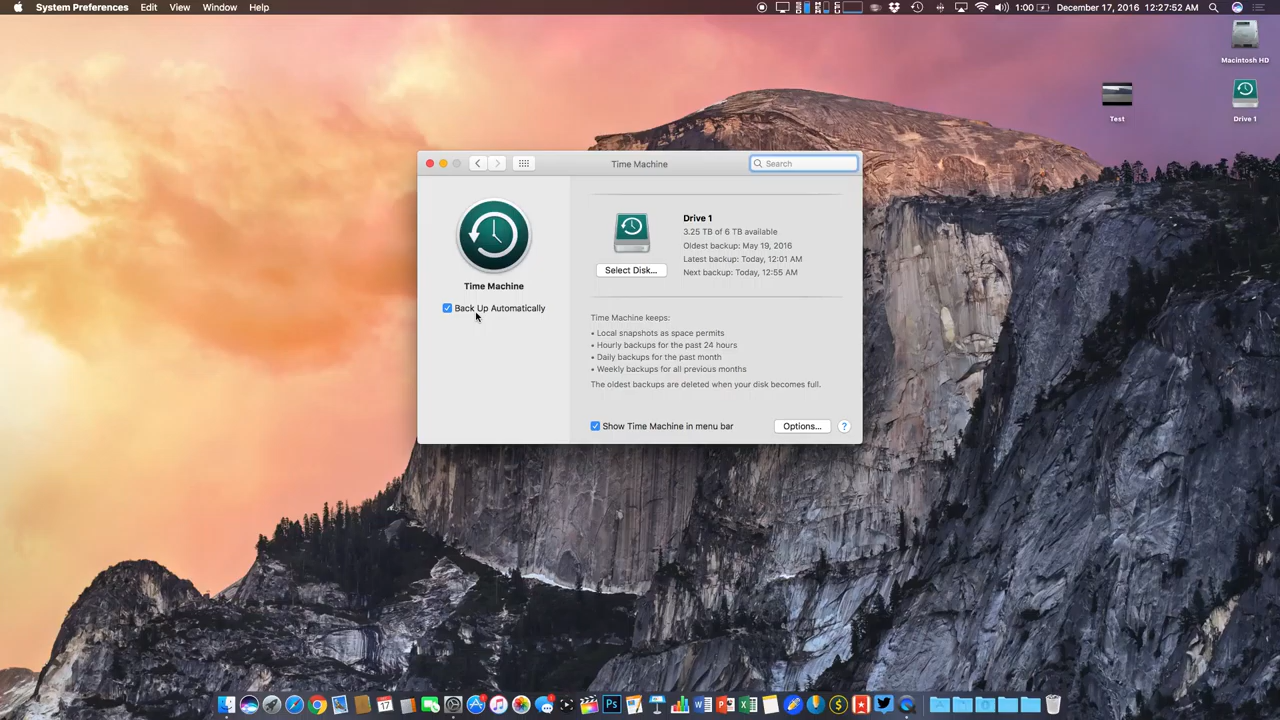 System Preferences Edit View Window Help
1:00 December 17, 2016 12:27:52 AM
Macintosh HD
Test
Drive 1
Time Machine
Search
Drive 1
3.25 TB of 6 TB available
Oldest backup: May 19, 2016
Latest backup: Today, 12:01 AM
Next backup: Today, 12:55 AM
Select Disk...
Time Machine
Back Up Automatically
Time Machine keeps:
• Local snapshots as space permits
• Hourly backups for the past 24 hours
• Daily backups for the past month
• Weekly backups for all previous months
The oldest backups are deleted when your disk becomes full.
Show Time Machine in menu bar
Options...
?
17
Ps